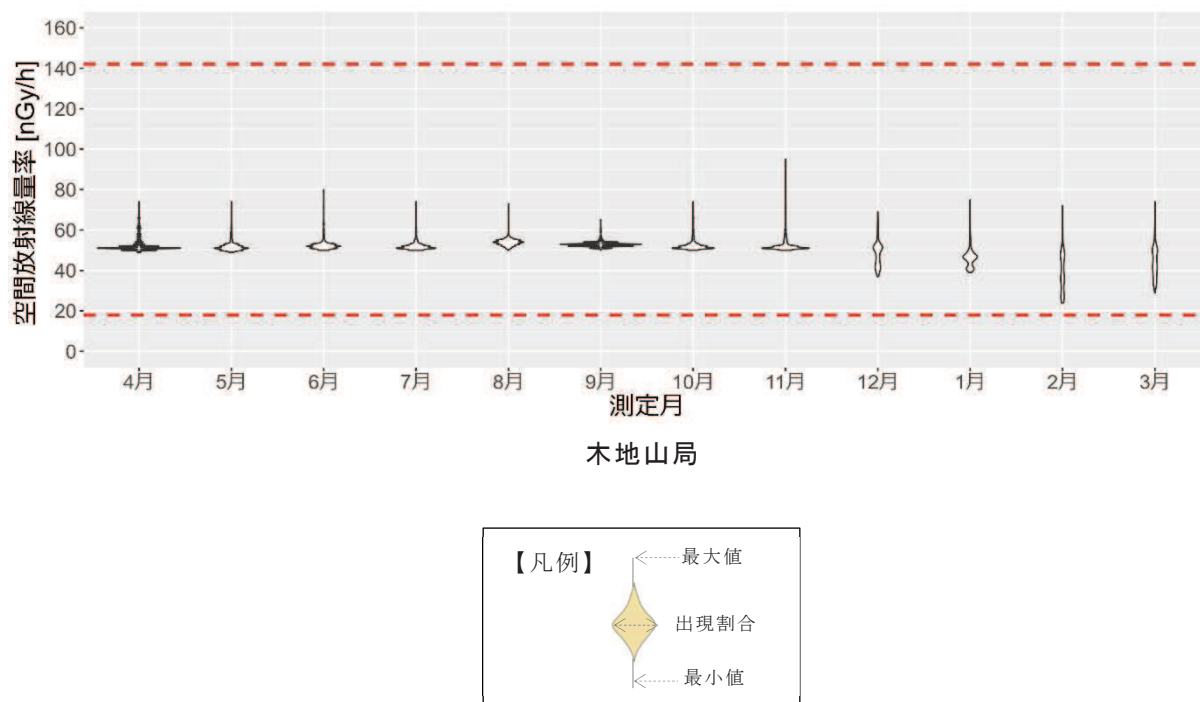 空間放射線量率 [nGy/h]
160
140
120
100
80
60
40
20
0
4月 5月 6月 7月 8月 9月 10月 11月 12月 1月 2月 3月
測定月
木地山局
【凡例】
最大値
出現割合
最小値